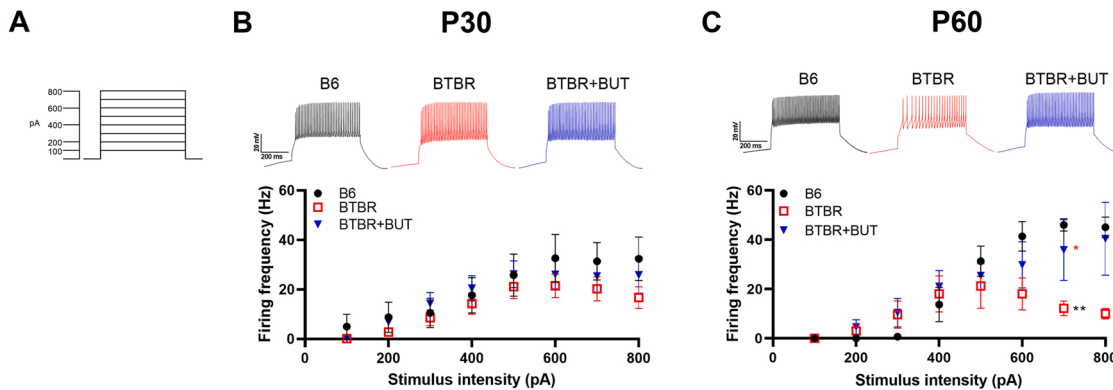 A
B
P30
C
P60
B6
BTBR
BTBR+BUT
B6
BTBR
BTBR+BUT
800
600
pA
400
200
100
20 mV
200 ms
20 mV
200 ms
B6
BTBR
BTBR+BUT
Firing frequency (Hz)
60
40
20
0
0
200
400
600
800
Stimulus intensity (pA)
B6
BTBR
BTBR+BUT
Firing frequency (Hz)
60
40
20
0
0
200
400
600
800
Stimulus intensity (pA)
*
**